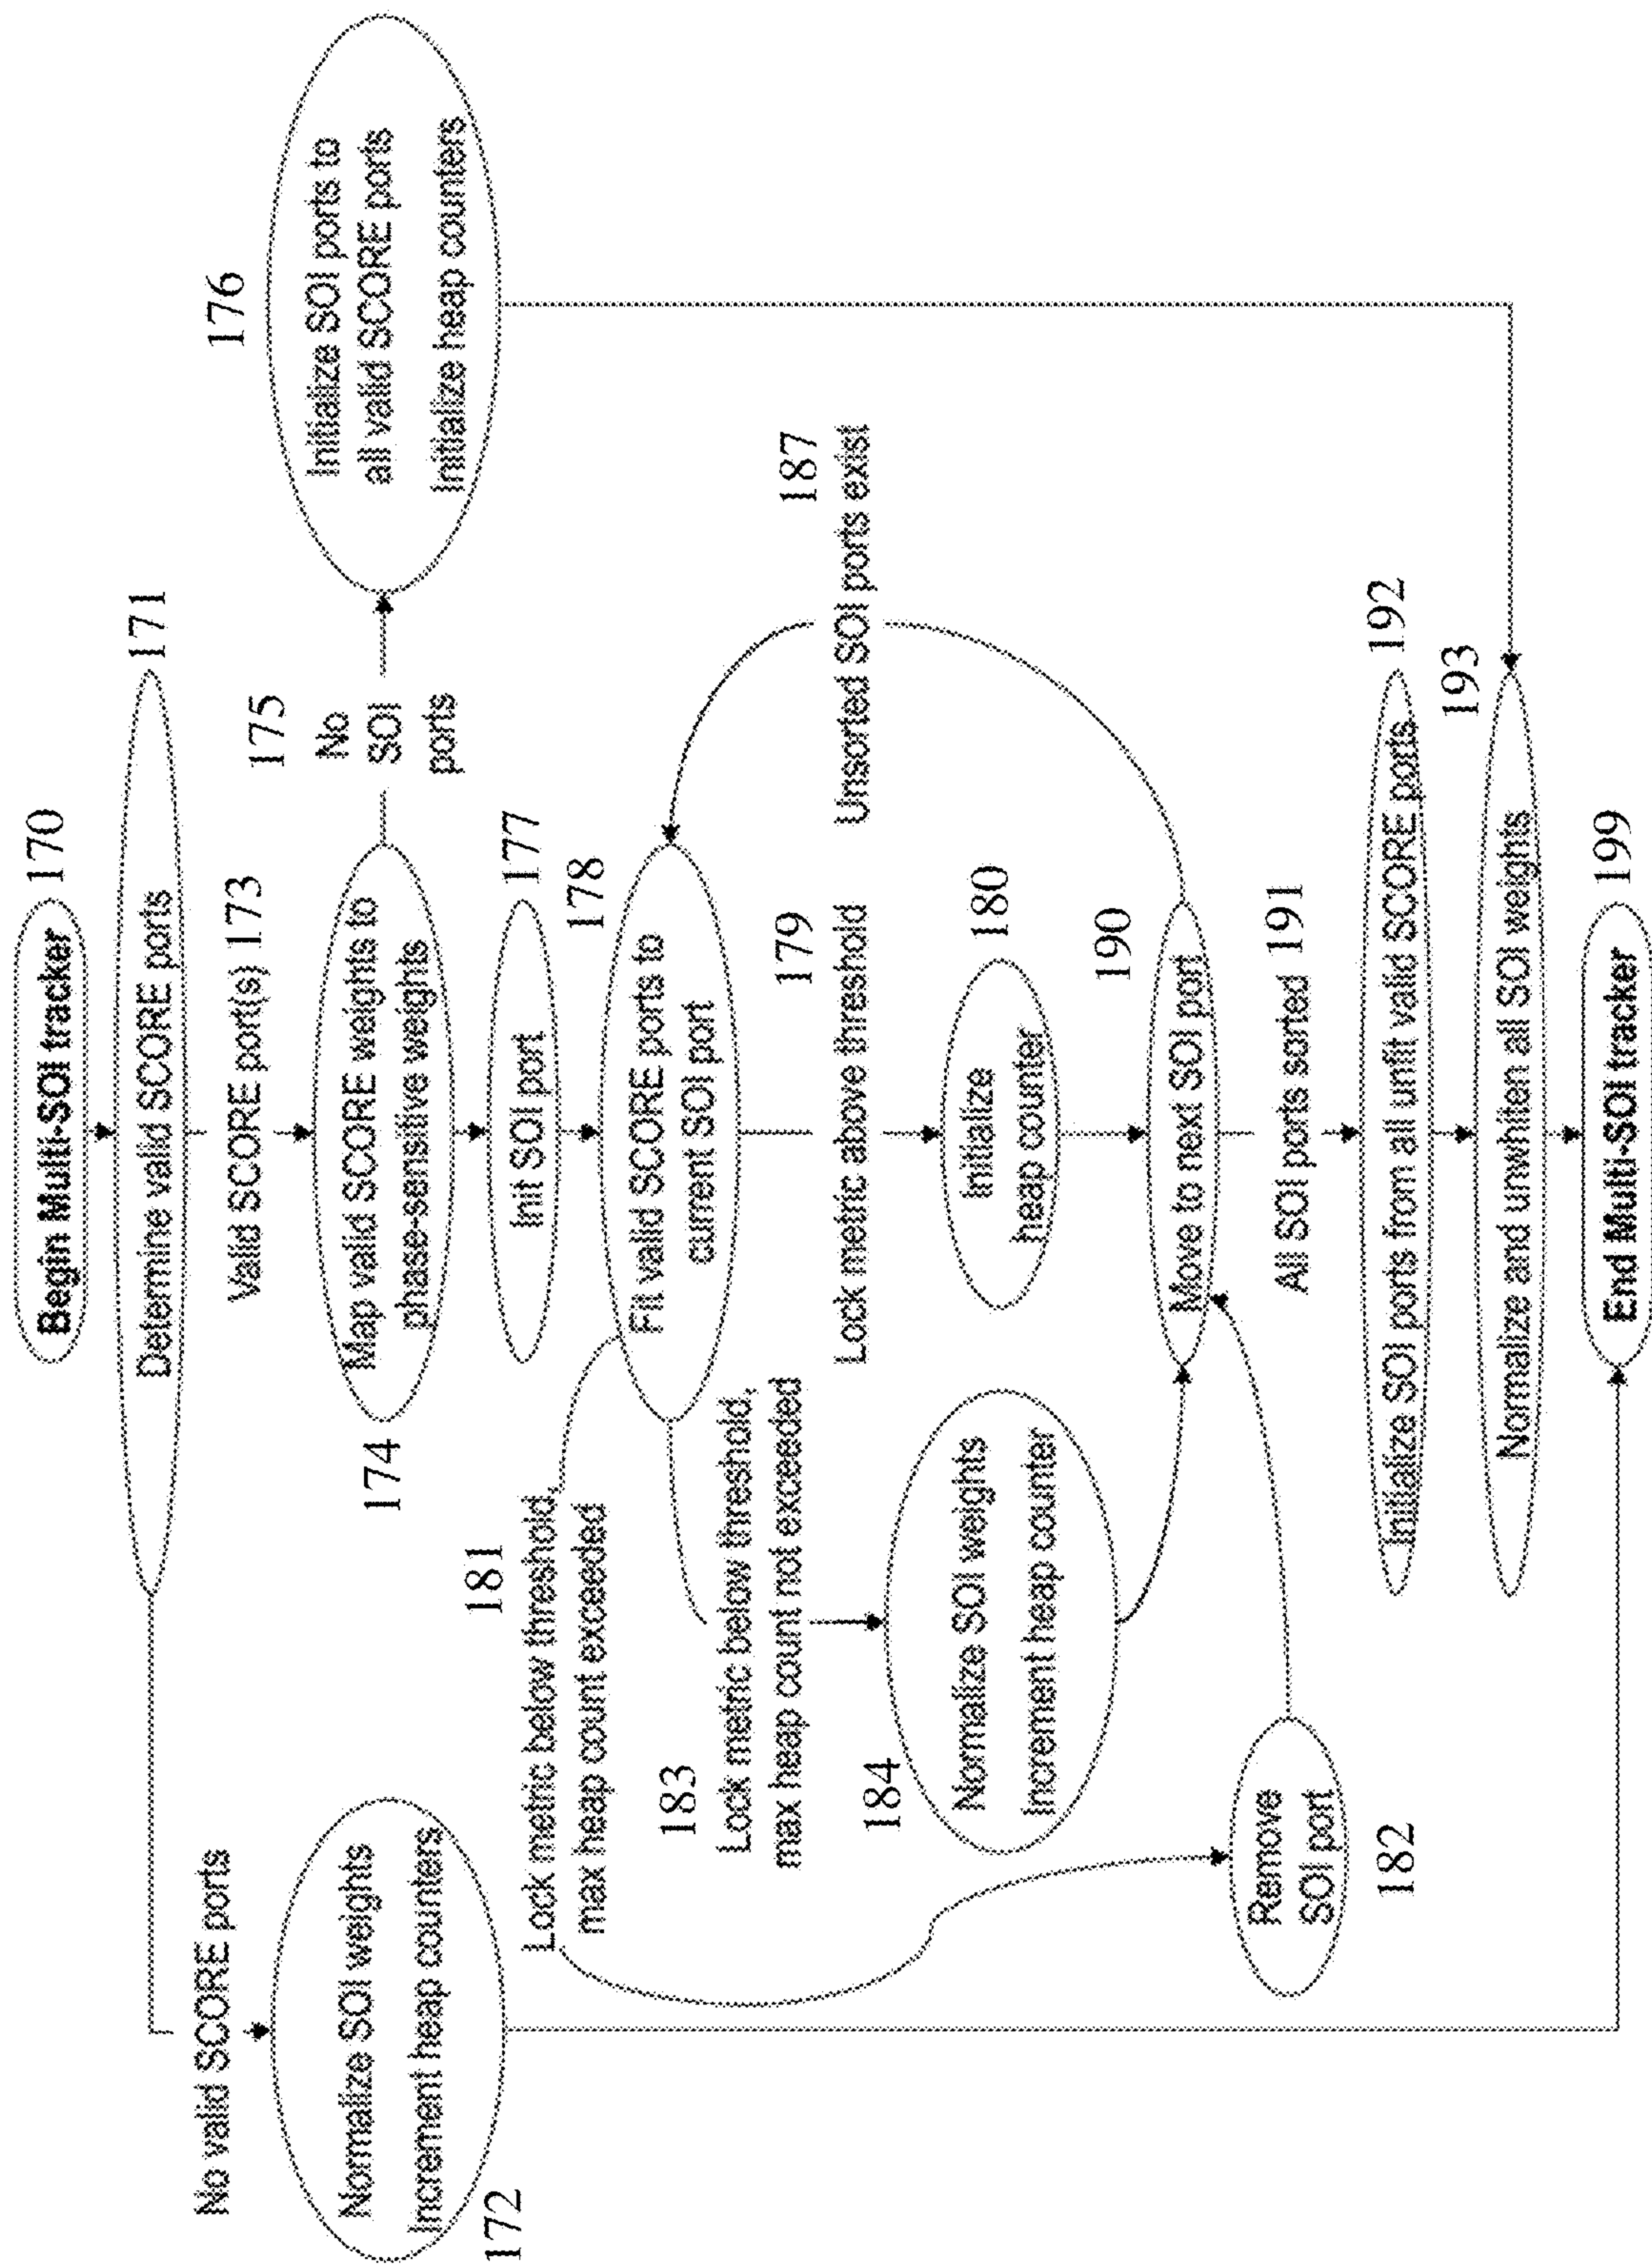 Begin Multi-SOI tracker
170
Determine valid SCORE ports
171
No valid SCORE ports
Valid SCORE port(s) 173
Normalize SOI weights
Increment heap counters
172
Map valid SCORE weights to
phase-sensitive weights
174
175
No
SOI
ports
176
Initialize SOI ports to
all valid SCORE ports
Initialize heap counters
Init SOI port
177
178
Fit valid SCORE ports to
current SOI port
181
Lock metric below threshold,
max heap count exceeded
183
Lock metric below threshold,
max heap count not exceeded
179
Lock metric above threshold
187
Unsorted SOI ports exist
184
Normalize SOI weights
Increment heap counter
Initialize
heap counter
180
190
Move to next SOI port
Remove
SOI port
182
All SOI ports sorted
191
Initialize SOI ports from all unfit valid SCORE ports
192
193
Normalize and unwhiten all SOI weights
End Multi-SOI tracker
199